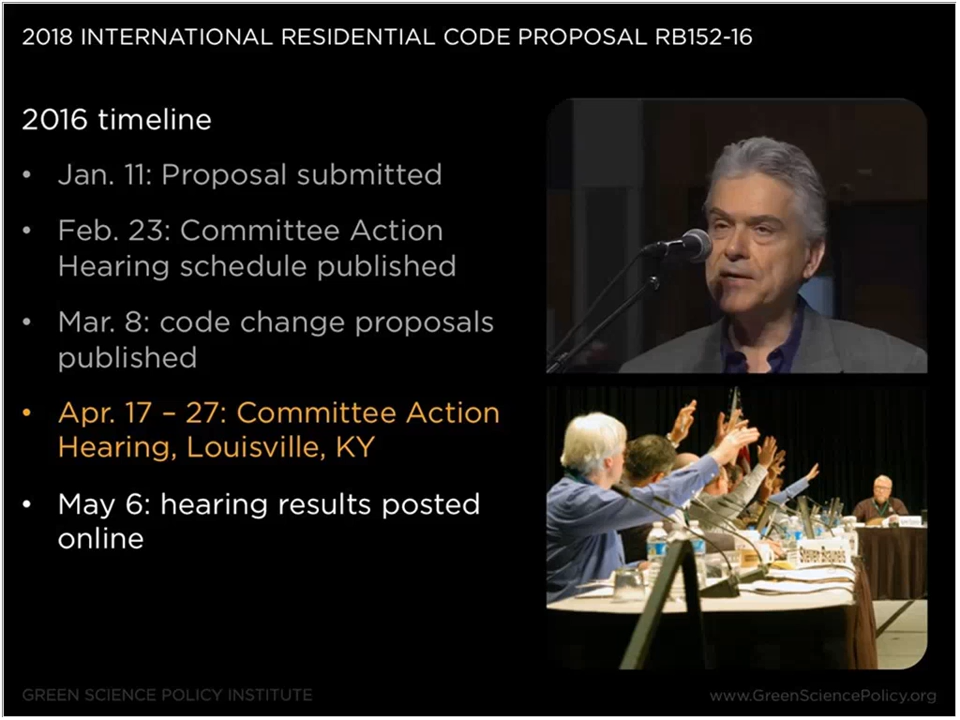 2018 INTERNATIONAL RESIDENTIAL CODE PROPOSAL RB152-16
2016 timeline
• Jan. 11: Proposal submitted
• Feb. 23: Committee Action
Hearing schedule published
• Mar. 8: code change proposals
published
• Apr. 17 – 27: Committee Action
Hearing, Louisville, KY
• May 6: hearing results posted
online
GREEN SCIENCE POLICY INSTITUTE
www.GreenSciencePolicy.org